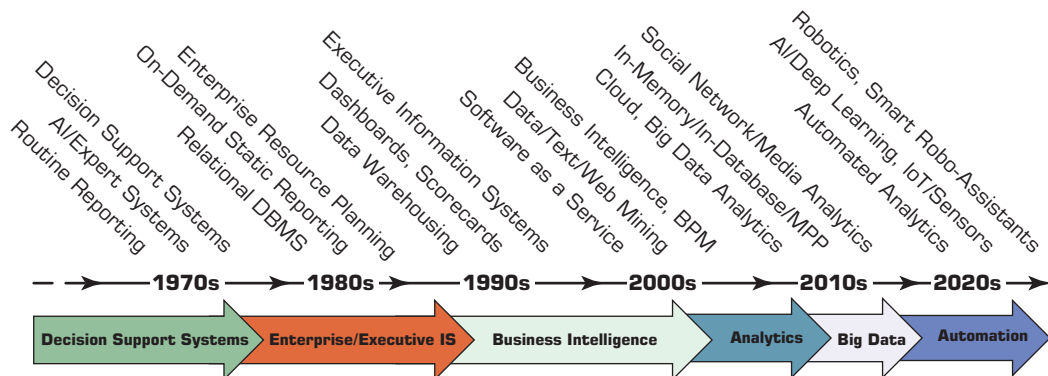 Routine Reporting
AI/Expert Systems
Decision Support Systems
Relational DBMS
On-Demand Static Reporting
Enterprise Resource Planning
Data Warehousing
Dashboards, Scorecards
Executive Information Systems
Software as a Service
Data/Text/Web Mining
Business Intelligence, BPM
Cloud, Big Data Analytics
In-Memory/In-Database/MPP
Social Network/Media Analytics
Automated Analytics
AI/Deep Learning, IoT/Sensors
Robotics, Smart Robo-Assistants
1970s
1980s
1990s
2000s
2010s
2020s
Decision Support Systems
Enterprise/Executive IS
Business Intelligence
Analytics
Big Data
Automation